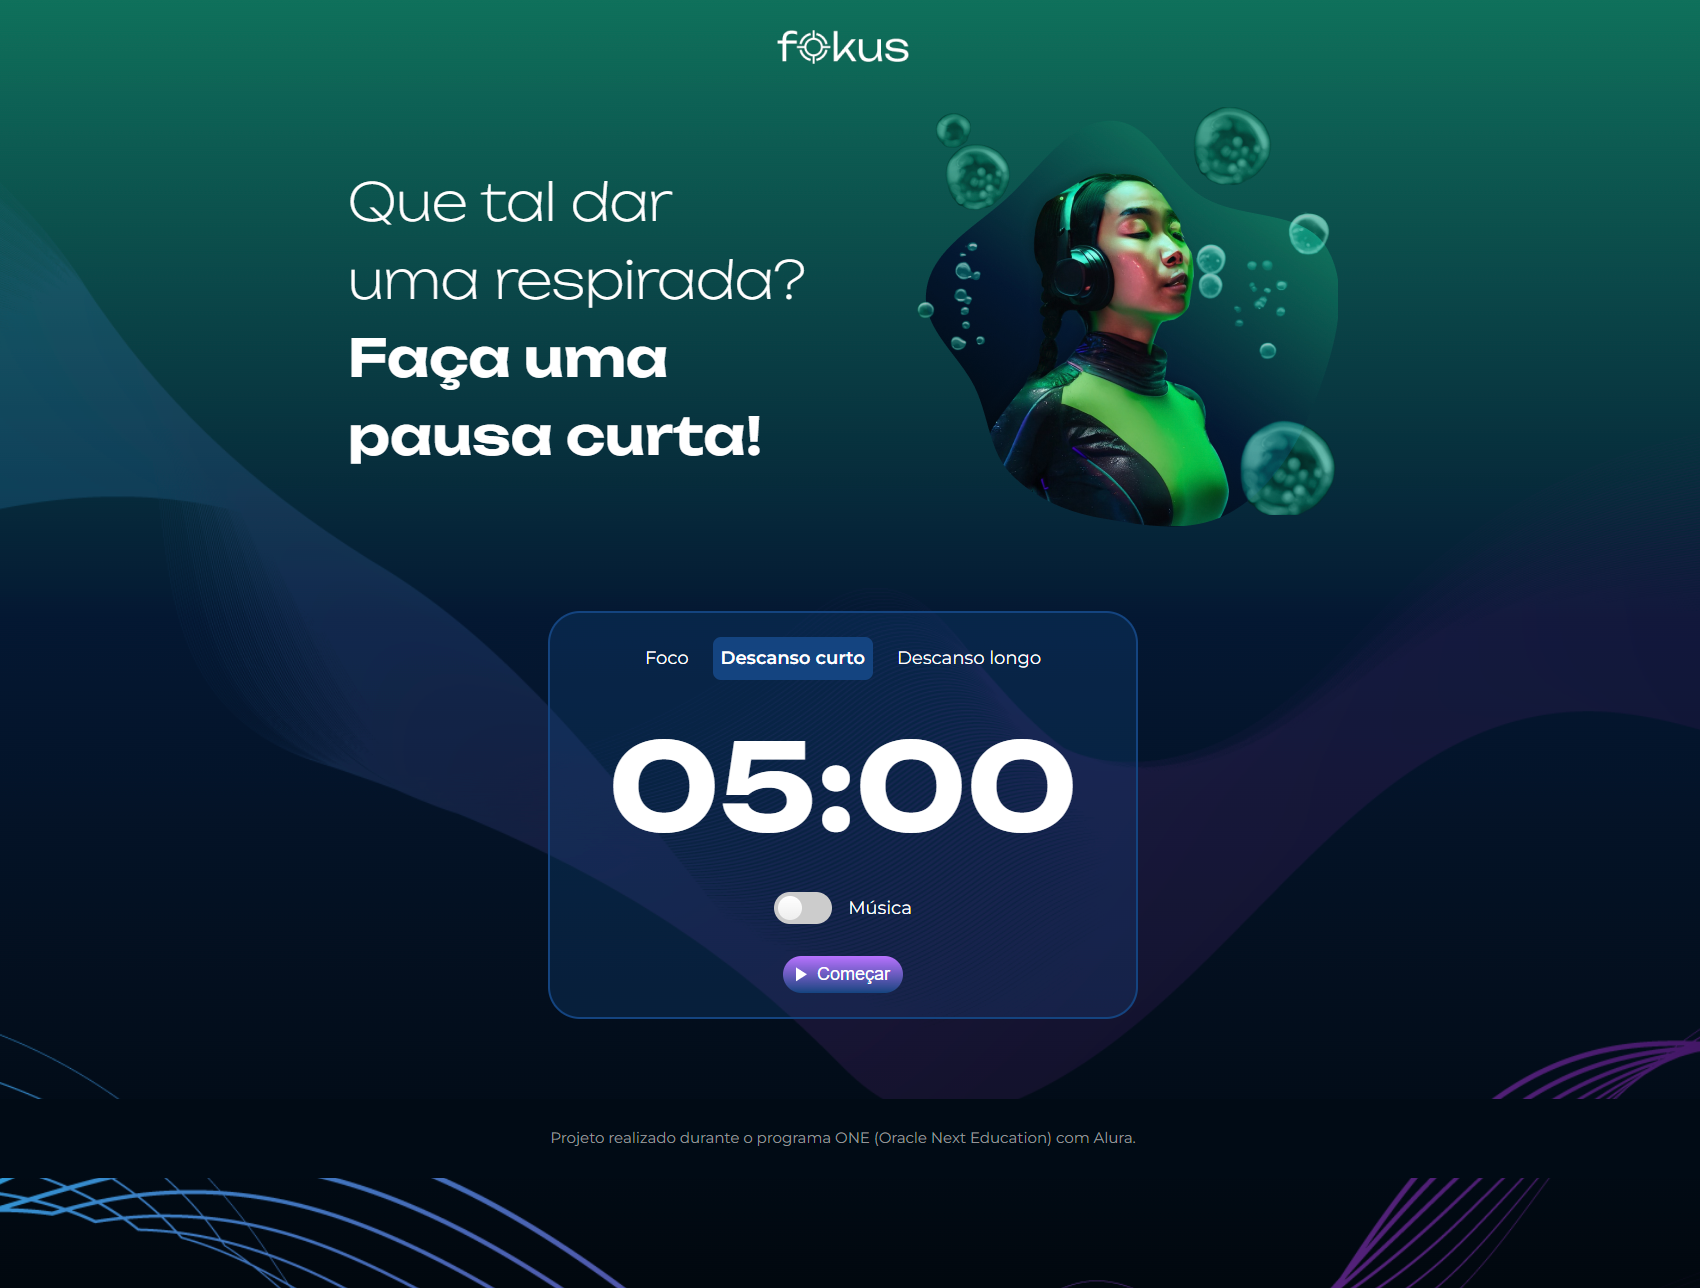 fokus
Que tal dar
uma respirada?
Faça uma
pausa curta!
Foco Descanso curto Descanso longo
05:00
Música
Começar
Projeto realizado durante o programa ONE (Oracle Next Education) com Alura.